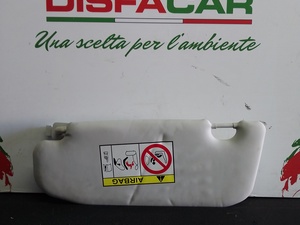 DISFACAR
Una scelta per l'ambiente
AIRBAG